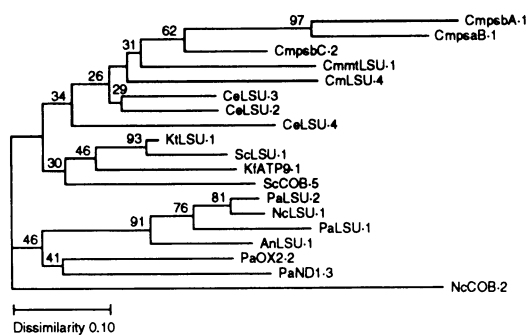 97 CmpsbA·1
62 CmpsaB·1
31 CmpsbC·2
CmmtLSU·1
26 CmLSU·4
29 CeLSU·3
34 CeLSU·2
CeLSU·4
93 KtLSU·1
46 ScLSU·1
30 KfATP9·1
ScCOB·5
81 PaLSU·2
76 NcLSU·1
91 PaLSU·1
46 AnLSU·1
41 PaOX2·2
PaND1·3
NcCOB·2
Dissimilarity 0.10